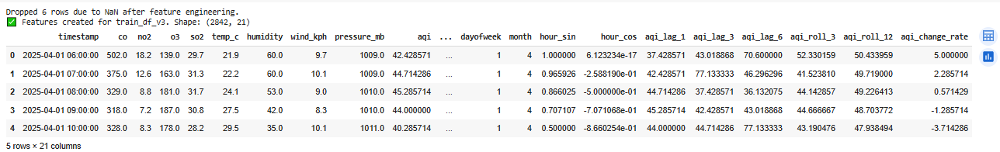 Dropped 6 rows due to NaN after feature engineering.
✅ Features created for train_df_v3. Shape: (2842, 21)
timestamp co no2 o3 so2 temp_c humidity wind_kph pressure_mb aqi ... dayofweek month hour_sin hour_cos aqi_lag_1 aqi_lag_3 aqi_lag_6 aqi_roll_3 aqi_roll_12 aqi_change_rate
0 2025-04-01 06:00:00 502.0 18.2 139.0 29.7 21.9 60.0 9.7 1009.0 42.428571 ... 1 4 1.000000 6.123234e-17 37.428571 43.018868 70.600000 52.330159 50.433959 5.000000
1 2025-04-01 07:00:00 375.0 12.6 163.0 31.3 22.2 60.0 10.1 1009.0 44.714286 ... 1 4 0.965926 -2.588190e-01 42.428571 77.133333 46.296296 41.523810 49.719000 2.285714
2 2025-04-01 08:00:00 329.0 8.8 181.0 31.7 24.1 53.0 9.0 1010.0 45.285714 ... 1 4 0.866025 -5.000000e-01 44.714286 37.428571 36.132075 44.142857 49.226413 0.571429
3 2025-04-01 09:00:00 318.0 7.2 187.0 30.8 27.5 42.0 8.3 1010.0 44.000000 ... 1 4 0.707107 -7.071068e-01 45.285714 42.428571 43.018868 44.666667 48.703772 -1.285714
4 2025-04-01 10:00:00 328.0 8.3 178.0 28.2 29.5 35.0 10.1 1011.0 40.285714 ... 1 4 0.500000 -8.660254e-01 44.000000 44.714286 77.133333 43.190476 47.938494 -3.714286
5 rows × 21 columns